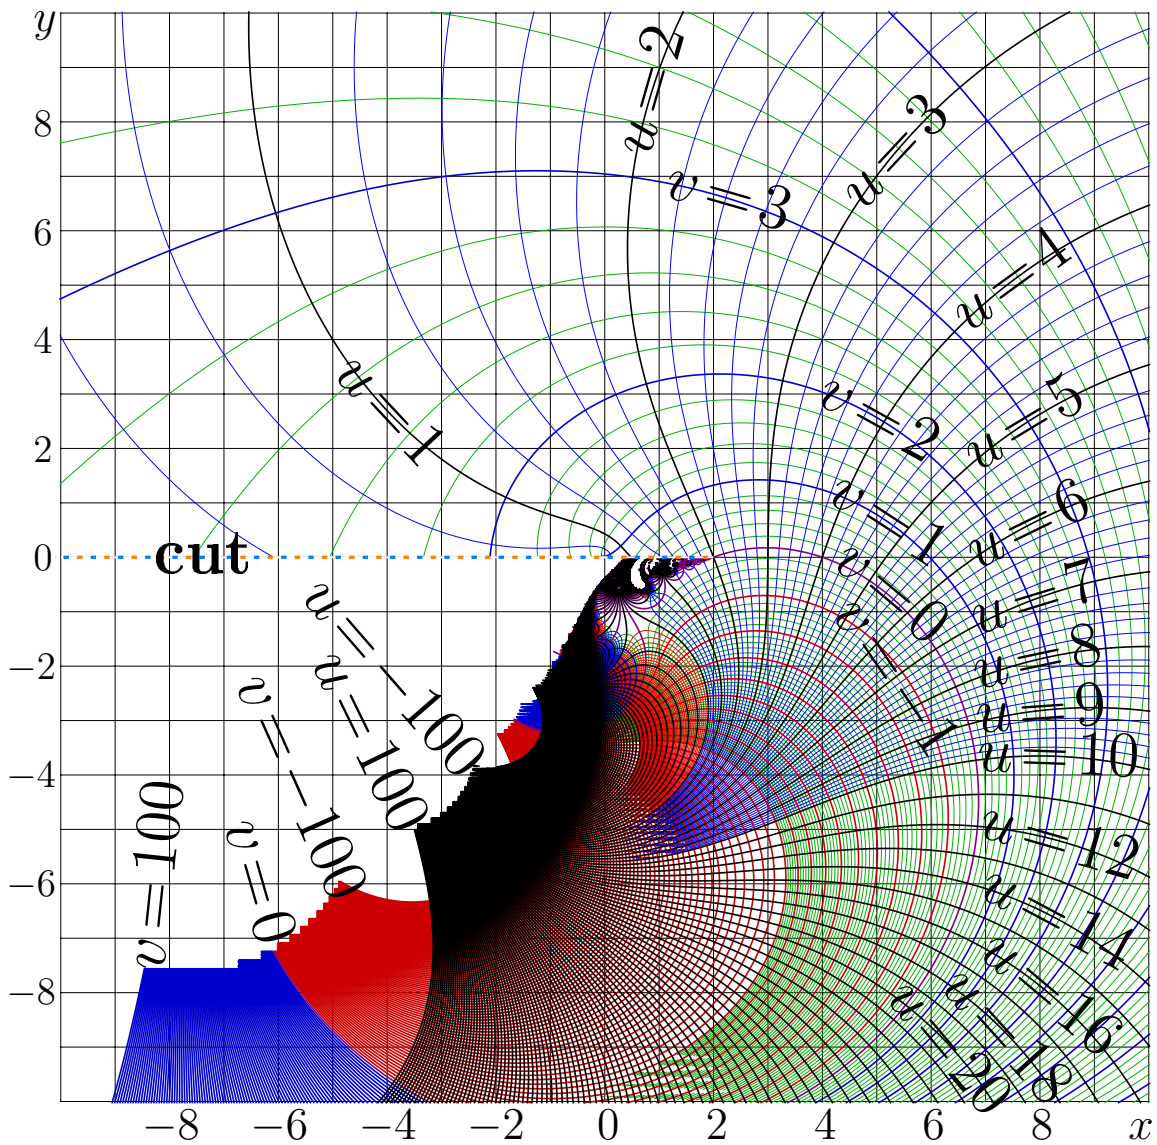 y
8
6
4
2
0
−2
−4
−6
−8
−8
−6
−4
−2
0
2
4
6
8
x
u=1
u=2
u=3
u=4
u=5
u=6
u=7
u=8
u=9
u=10
u=12
u=14
u=16
u=18
u=20
v=3
v=2
v=1
v=0
v=−1
cut
u=−100
u=100
v=−100
v=0
v=100